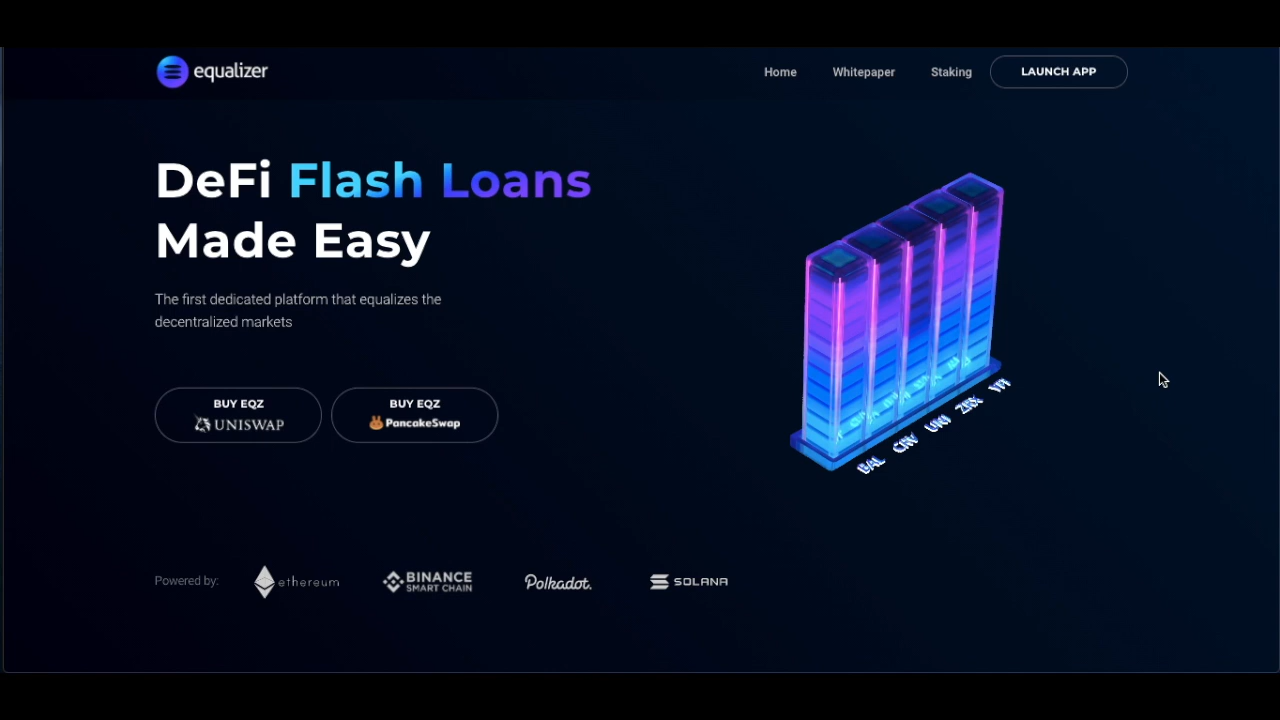 equalizer
Home Whitepaper Staking LAUNCH APP
DeFi Flash Loans
Made Easy
The first dedicated platform that equalizes the
decentralized markets
BUY EQZ
UNISWAP
BUY EQZ
PancakeSwap
BAL CRV UNI ZRX YFI
Powered by:
ethereum
BINANCE
SMART CHAIN
Polkadot.
SOLANA